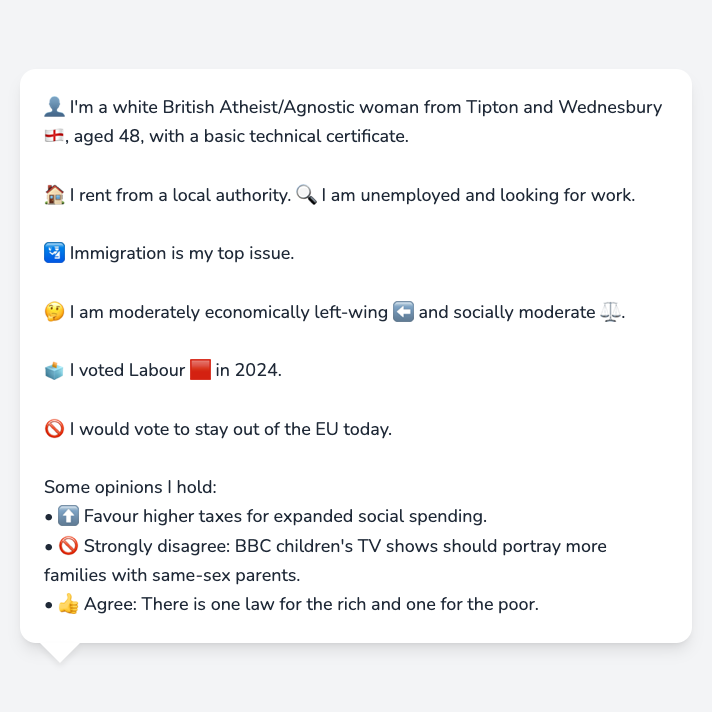 👤 I'm a white British Atheist/Agnostic woman from Tipton and Wednesbury
🏴󠁧󠁢󠁥󠁮󠁧󠁿, aged 48, with a basic technical certificate.
🏠 I rent from a local authority. 🔍 I am unemployed and looking for work.
🛂 Immigration is my top issue.
🤔 I am moderately economically left-wing ⬅️ and socially moderate ⚖️.
🗳️ I voted Labour 🟥 in 2024.
🚫 I would vote to stay out of the EU today.
Some opinions I hold:
• ⬆️ Favour higher taxes for expanded social spending.
• 🚫 Strongly disagree: BBC children's TV shows should portray more
families with same-sex parents.
• 👍 Agree: There is one law for the rich and one for the poor.